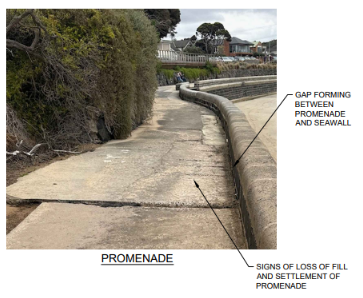 GAP FORMING
BETWEEN
PROMENADE
AND SEAWALL
PROMENADE
SIGNS OF LOSS OF FILL
AND SETTLEMENT OF
PROMENADE